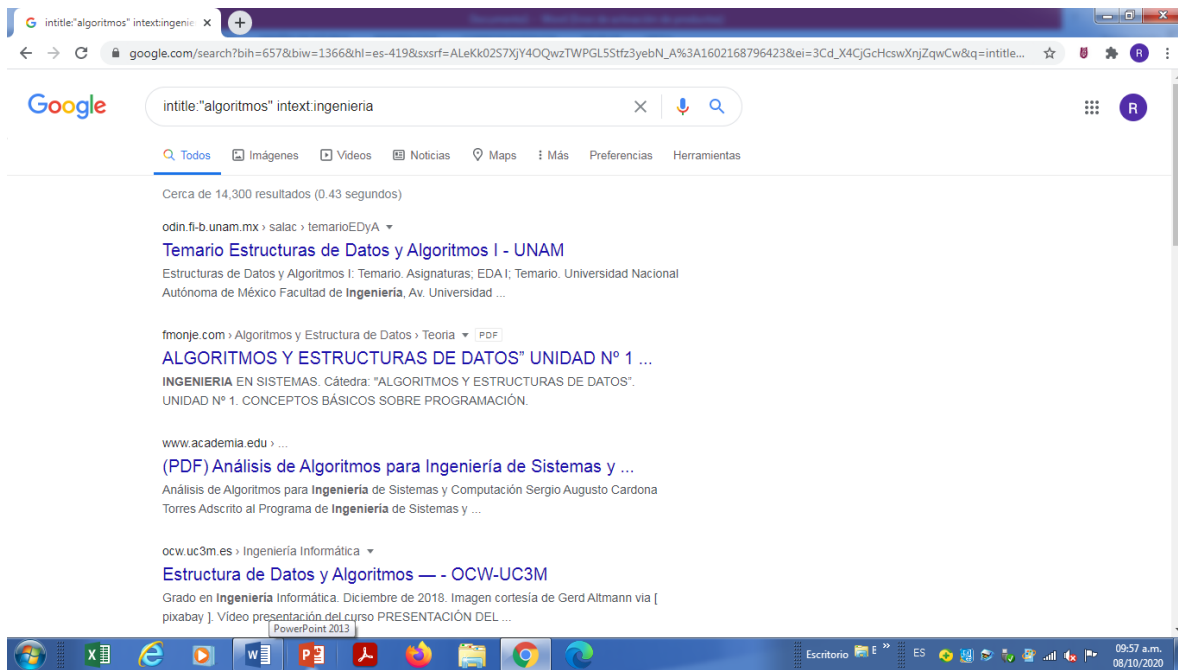 Documento1 - Word (Error de activación de productos)
intitle:"algoritmos" intext:ingenie
google.com/search?bih=657&biw=1366&hl=es-419&sxsrf=ALeKk02S7XjY4OQwzTWPGL5Stfz3yebN_A%3A1602168796423&ei=3Cd_X4CjGcHcswXnjZqwCw&q=intitle...
R
Google
intitle:"algoritmos" intext:ingenieria
R
Todos Imágenes Videos Noticias Maps Más Preferencias Herramientas
Cerca de 14,300 resultados (0.43 segundos)
odin.fi-b.unam.mx › salac › temarioEDyA
Temario Estructuras de Datos y Algoritmos I - UNAM
Estructuras de Datos y Algoritmos I: Temario. Asignaturas; EDA I; Temario. Universidad Nacional
Autónoma de México Facultad de Ingeniería, Av. Universidad ...
fmonje.com › Algoritmos y Estructura de Datos › Teoria PDF
ALGORITMOS Y ESTRUCTURAS DE DATOS” UNIDAD Nº 1 ...
INGENIERIA EN SISTEMAS. Cátedra: "ALGORITMOS Y ESTRUCTURAS DE DATOS".
UNIDAD Nº 1. CONCEPTOS BÁSICOS SOBRE PROGRAMACIÓN.
www.academia.edu › ...
(PDF) Análisis de Algoritmos para Ingeniería de Sistemas y ...
Análisis de Algoritmos para Ingeniería de Sistemas y Computación Sergio Augusto Cardona
Torres Adscrito al Programa de Ingeniería de Sistemas y ...
ocw.uc3m.es › Ingeniería Informática
Estructura de Datos y Algoritmos — - OCW-UC3M
Grado en Ingeniería Informática. Diciembre de 2018. Imagen cortesía de Gerd Altmann via [
pixabay ]. Vídeo presentación del curso PRESENTACIÓN DEL ...
PowerPoint 2013
Escritorio E » ES 09:57 a.m.
08/10/2020